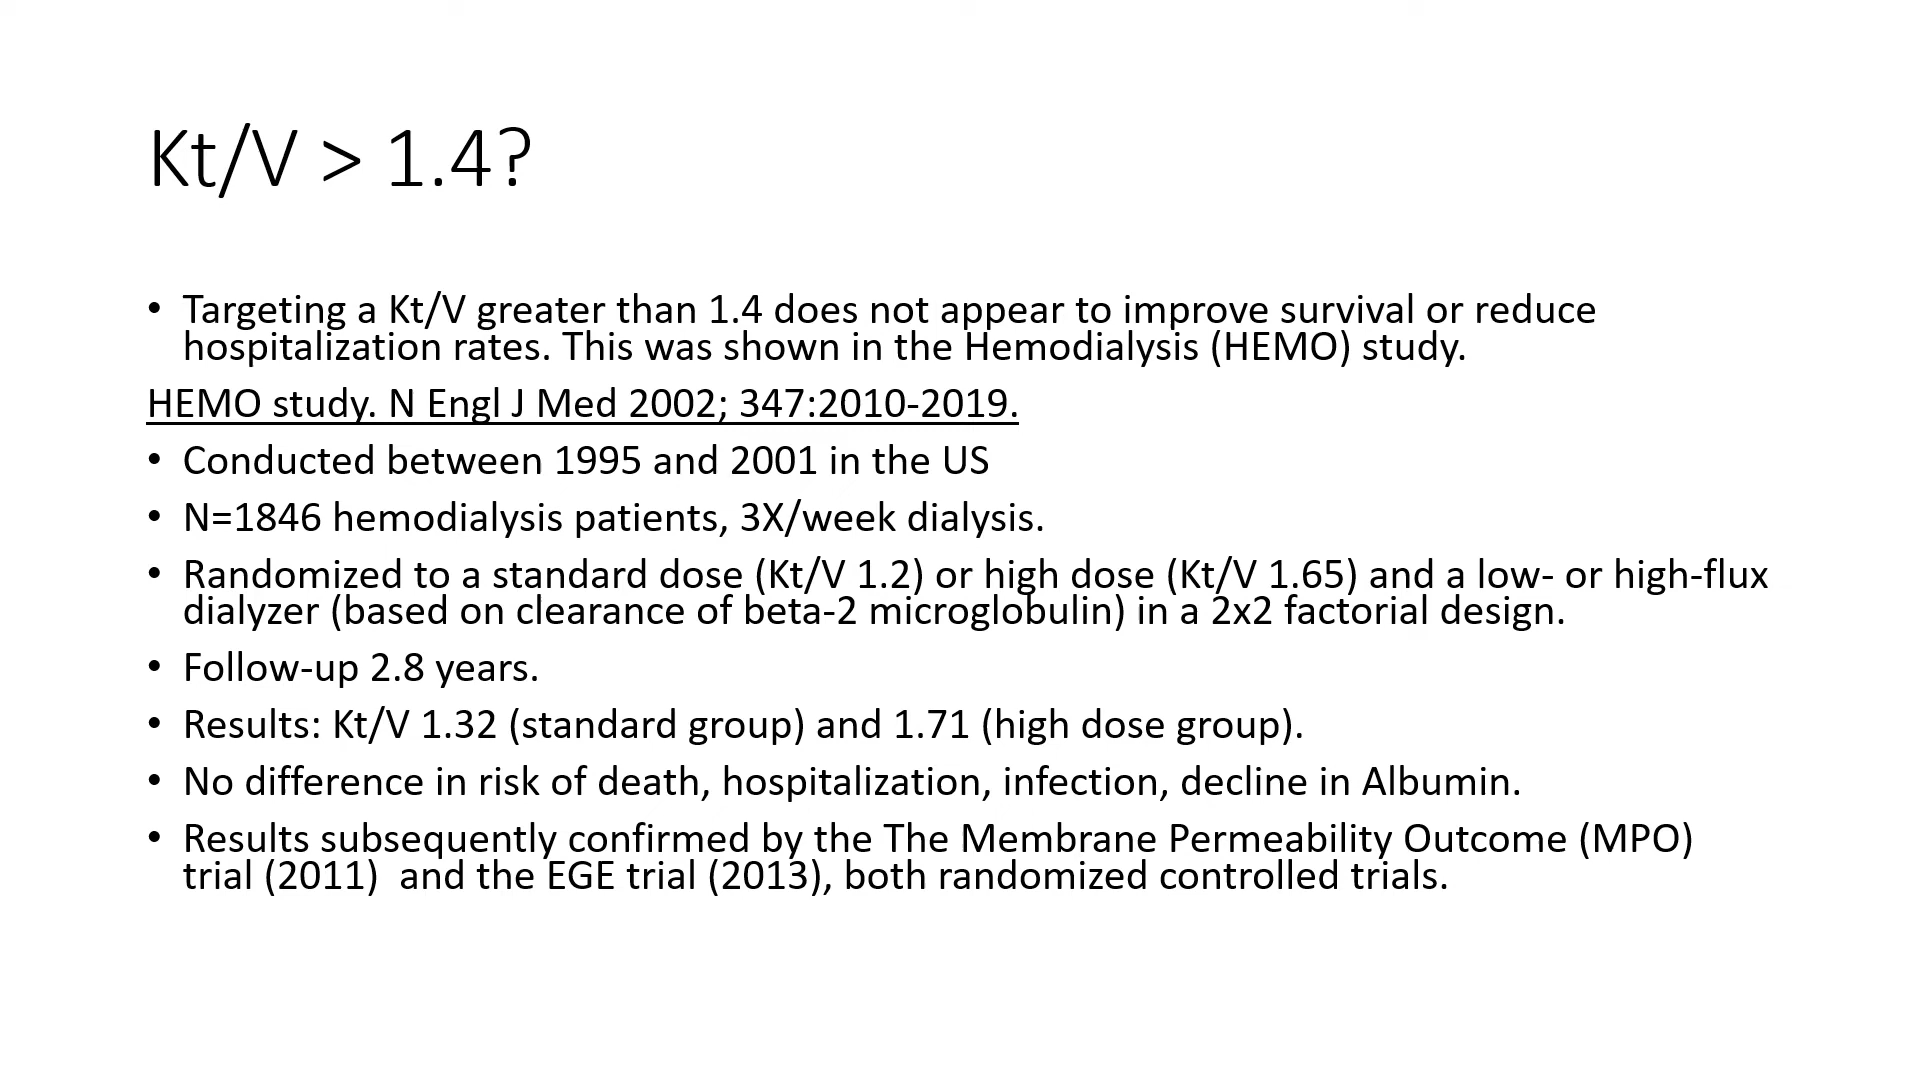 Kt/V > 1.4?
• Targeting a Kt/V greater than 1.4 does not appear to improve survival or reduce
hospitalization rates. This was shown in the Hemodialysis (HEMO) study.
HEMO study. N Engl J Med 2002; 347:2010-2019.
• Conducted between 1995 and 2001 in the US
• N=1846 hemodialysis patients, 3X/week dialysis.
• Randomized to a standard dose (Kt/V 1.2) or high dose (Kt/V 1.65) and a low- or high-flux
dialyzer (based on clearance of beta-2 microglobulin) in a 2x2 factorial design.
• Follow-up 2.8 years.
• Results: Kt/V 1.32 (standard group) and 1.71 (high dose group).
• No difference in risk of death, hospitalization, infection, decline in Albumin.
• Results subsequently confirmed by the The Membrane Permeability Outcome (MPO)
trial (2011)  and the EGE trial (2013), both randomized controlled trials.